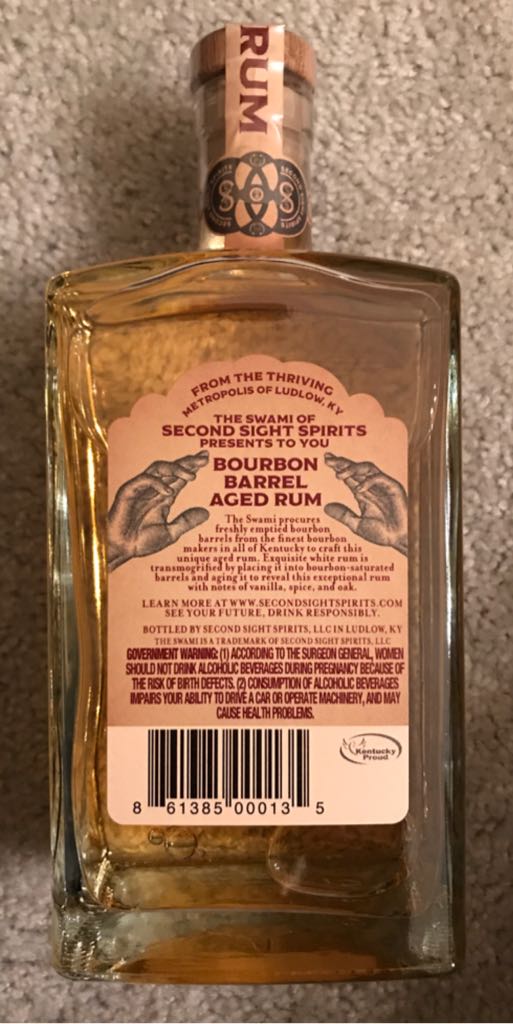 RUM
SECOND SIGHT SPIRITS
FROM THE THRIVING
METROPOLIS OF LUDLOW, KY
THE SWAMI OF
SECOND SIGHT SPIRITS
PRESENTS TO YOU
BOURBON
BARREL
AGED RUM
The Swami procures
freshly emptied bourbon
barrels from the finest bourbon
makers in all of Kentucky to craft this
unique aged rum. Exquisite white rum is
transmogrified by placing it into bourbon-saturated
barrels and aging it to reveal this exceptional rum
with notes of vanilla, spice, and oak.
LEARN MORE AT WWW.SECONDSIGHTSPIRITS.COM
SEE YOUR FUTURE, DRINK RESPONSIBLY.
BOTTLED BY SECOND SIGHT SPIRITS, LLC IN LUDLOW, KY
THE SWAMI IS A TRADEMARK OF SECOND SIGHT SPIRITS, LLC
GOVERNMENT WARNING: (1) ACCORDING TO THE SURGEON GENERAL, WOMEN
SHOULD NOT DRINK ALCOHOLIC BEVERAGES DURING PREGNANCY BECAUSE OF
THE RISK OF BIRTH DEFECTS. (2) CONSUMPTION OF ALCOHOLIC BEVERAGES
IMPAIRS YOUR ABILITY TO DRIVE A CAR OR OPERATE MACHINERY, AND MAY
CAUSE HEALTH PROBLEMS.
Kentucky
Proud
8 61385 00013 5